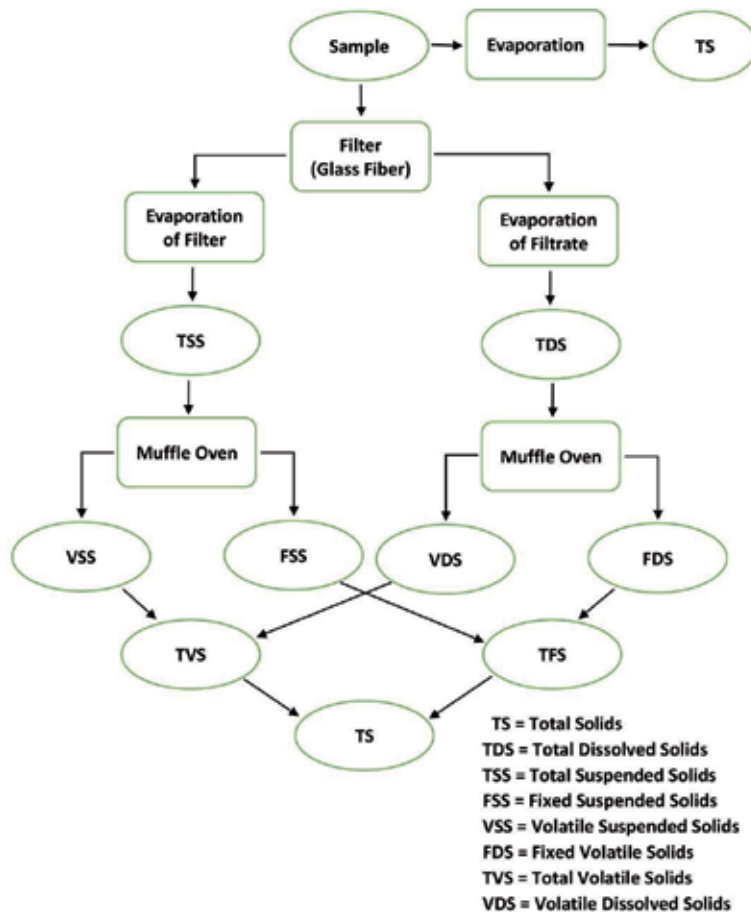 Sample
Evaporation
TS
Filter
(Glass Fiber)
Evaporation
of Filter
Evaporation
of Filtrate
TSS
TDS
Muffle Oven
Muffle Oven
VSS
FSS
VDS
FDS
TVS
TFS
TS
TS = Total Solids
TDS = Total Dissolved Solids
TSS = Total Suspended Solids
FSS = Fixed Suspended Solids
VSS = Volatile Suspended Solids
FDS = Fixed Volatile Solids
TVS = Total Volatile Solids
VDS = Volatile Dissolved Solids